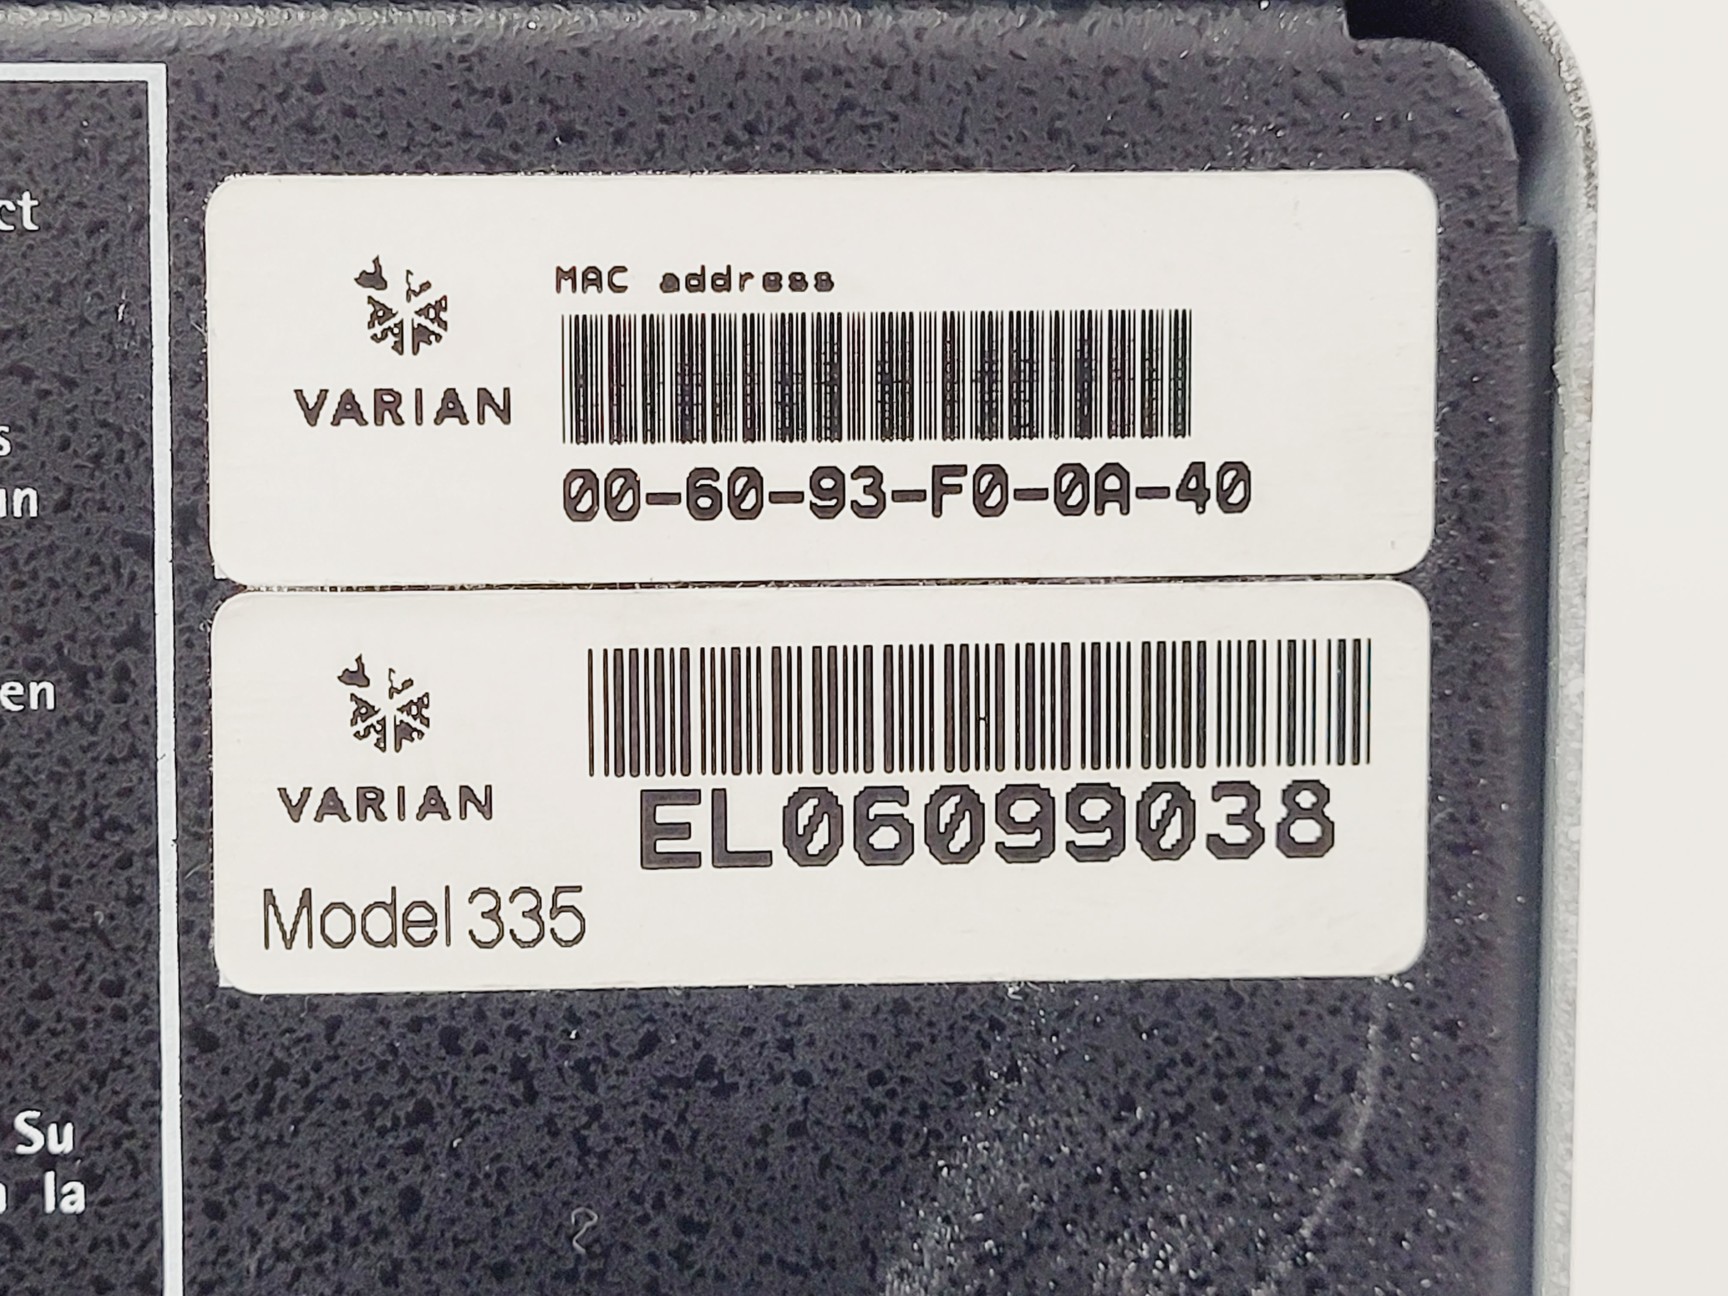 ct
s
un
en
Su
la
VARIAN
MAC address
00-60-93-F0-0A-40
VARIAN
EL06099038
Model 335